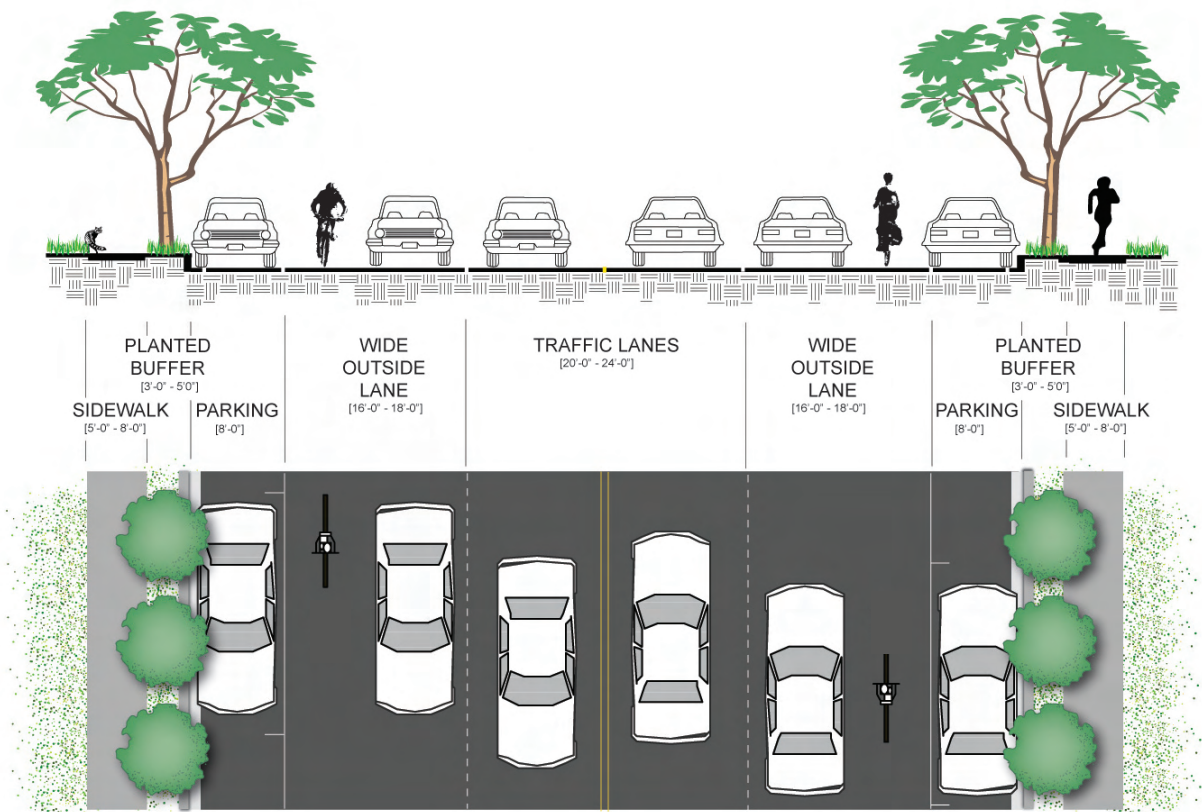 PLANTED
BUFFER
[3'-0" - 5'0"]
SIDEWALK
[5'-0" - 8'-0"]
PARKING
[8'-0"]
WIDE
OUTSIDE
LANE
[16'-0" - 18'-0"]
TRAFFIC LANES
[20'-0" - 24'-0"]
WIDE
OUTSIDE
LANE
[16'-0" - 18'-0"]
PLANTED
BUFFER
[3'-0" - 5'0"]
PARKING
[8'-0"]
SIDEWALK
[5'-0" - 8'-0"]